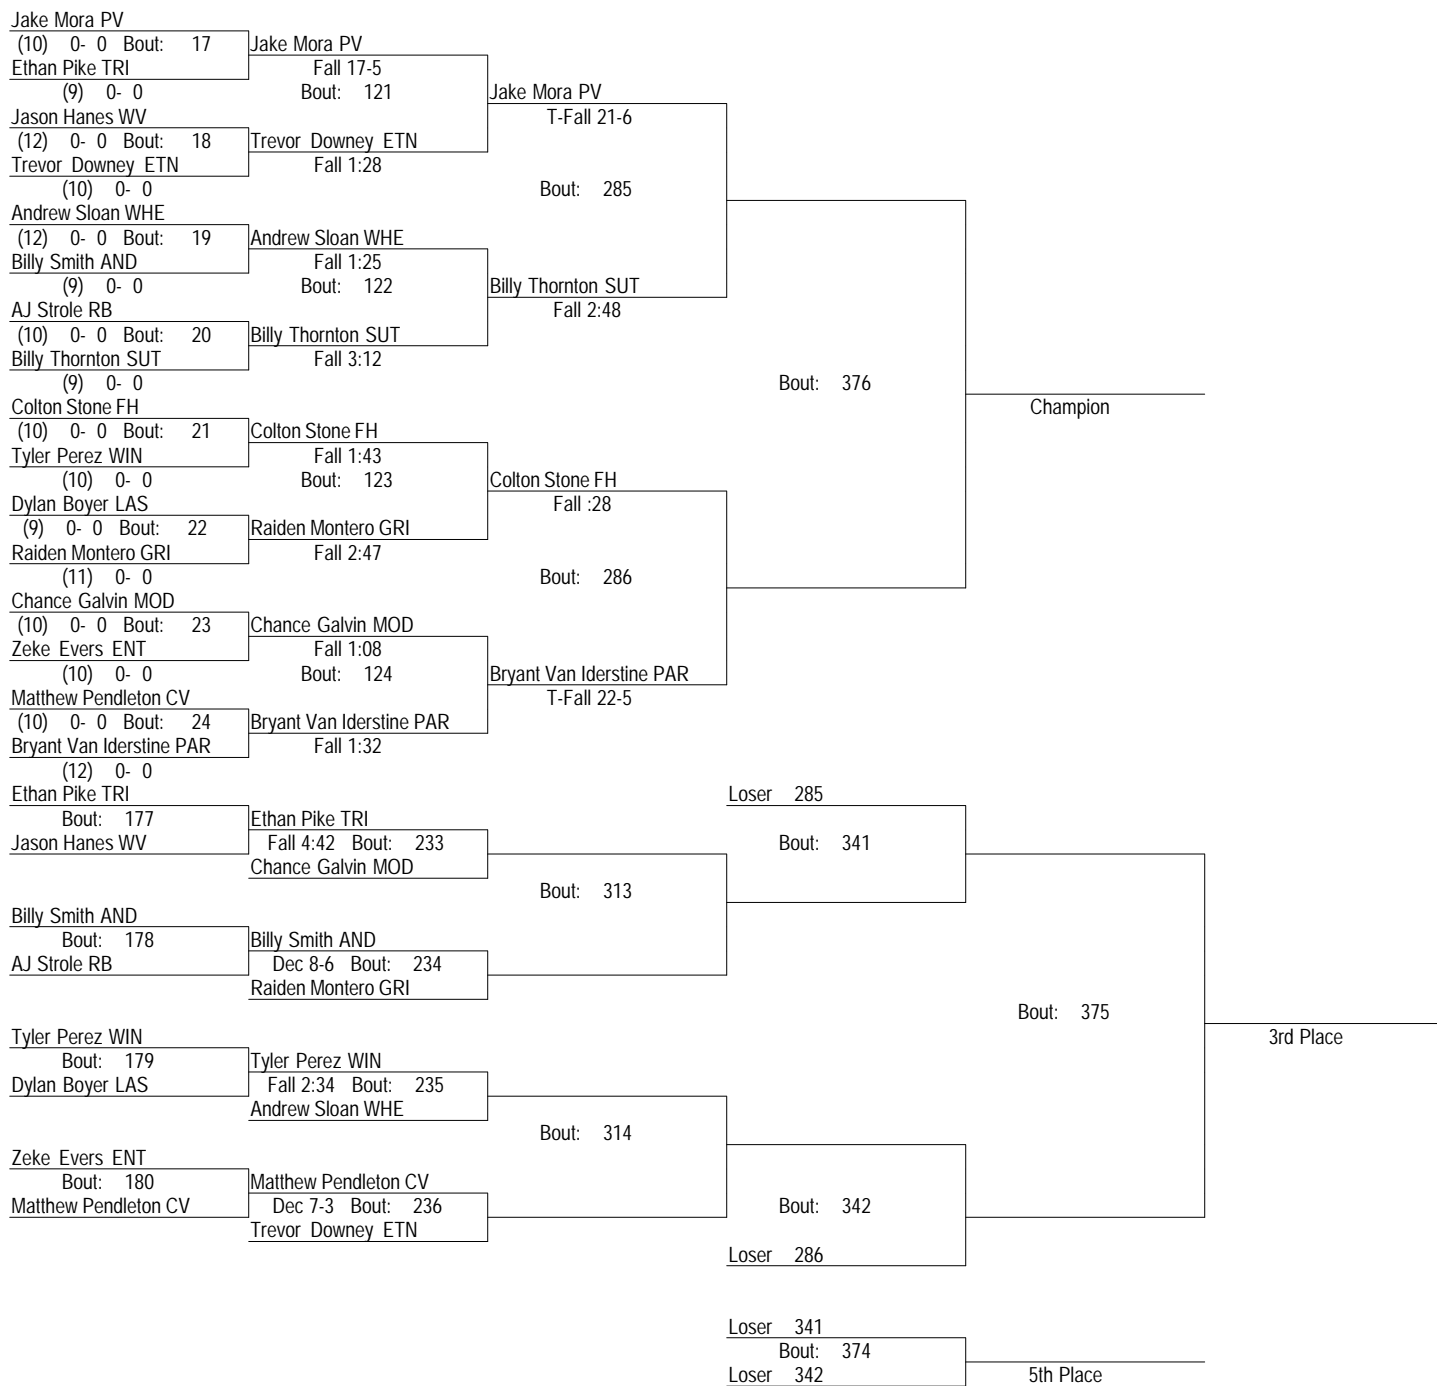 Jake Mora PV
(10) 0- 0 Bout: 17 Jake Mora PV
Ethan Pike TRI Fall 17-5
(9) 0- 0 Bout: 121 Jake Mora PV
Jason Hanes WV T-Fall 21-6
(12) 0- 0 Bout: 18 Trevor Downey ETN
Trevor Downey ETN Fall 1:28
(10) 0- 0 Bout: 285
Andrew Sloan WHE
(12) 0- 0 Bout: 19 Andrew Sloan WHE
Billy Smith AND Fall 1:25
(9) 0- 0 Bout: 122 Billy Thornton SUT
AJ Strole RB Fall 2:48
(10) 0- 0 Bout: 20 Billy Thornton SUT
Billy Thornton SUT Fall 3:12
(9) 0- 0 Bout: 376
Colton Stone FH Champion
(10) 0- 0 Bout: 21 Colton Stone FH
Tyler Perez WIN Fall 1:43
(10) 0- 0 Bout: 123 Colton Stone FH
Dylan Boyer LAS Fall :28
(9) 0- 0 Bout: 22 Raiden Montero GRI
Raiden Montero GRI Fall 2:47
(11) 0- 0 Bout: 286
Chance Galvin MOD
(10) 0- 0 Bout: 23 Chance Galvin MOD
Zeke Evers ENT Fall 1:08
(10) 0- 0 Bout: 124 Bryant Van Iderstine PAR
Matthew Pendleton CV T-Fall 22-5
(10) 0- 0 Bout: 24 Bryant Van Iderstine PAR
Bryant Van Iderstine PAR Fall 1:32
(12) 0- 0
Ethan Pike TRI Loser 285
Bout: 177 Ethan Pike TRI
Jason Hanes WV Fall 4:42 Bout: 233 Bout: 341
Chance Galvin MOD
Bout: 313
Billy Smith AND
Bout: 178 Billy Smith AND
AJ Strole RB Dec 8-6 Bout: 234
Raiden Montero GRI
Bout: 375
Tyler Perez WIN 3rd Place
Bout: 179 Tyler Perez WIN
Dylan Boyer LAS Fall 2:34 Bout: 235
Andrew Sloan WHE
Bout: 314
Zeke Evers ENT
Bout: 180 Matthew Pendleton CV
Matthew Pendleton CV Dec 7-3 Bout: 236 Bout: 342
Trevor Downey ETN
Loser 286
Loser 341
Bout: 374
Loser 342 5th Place